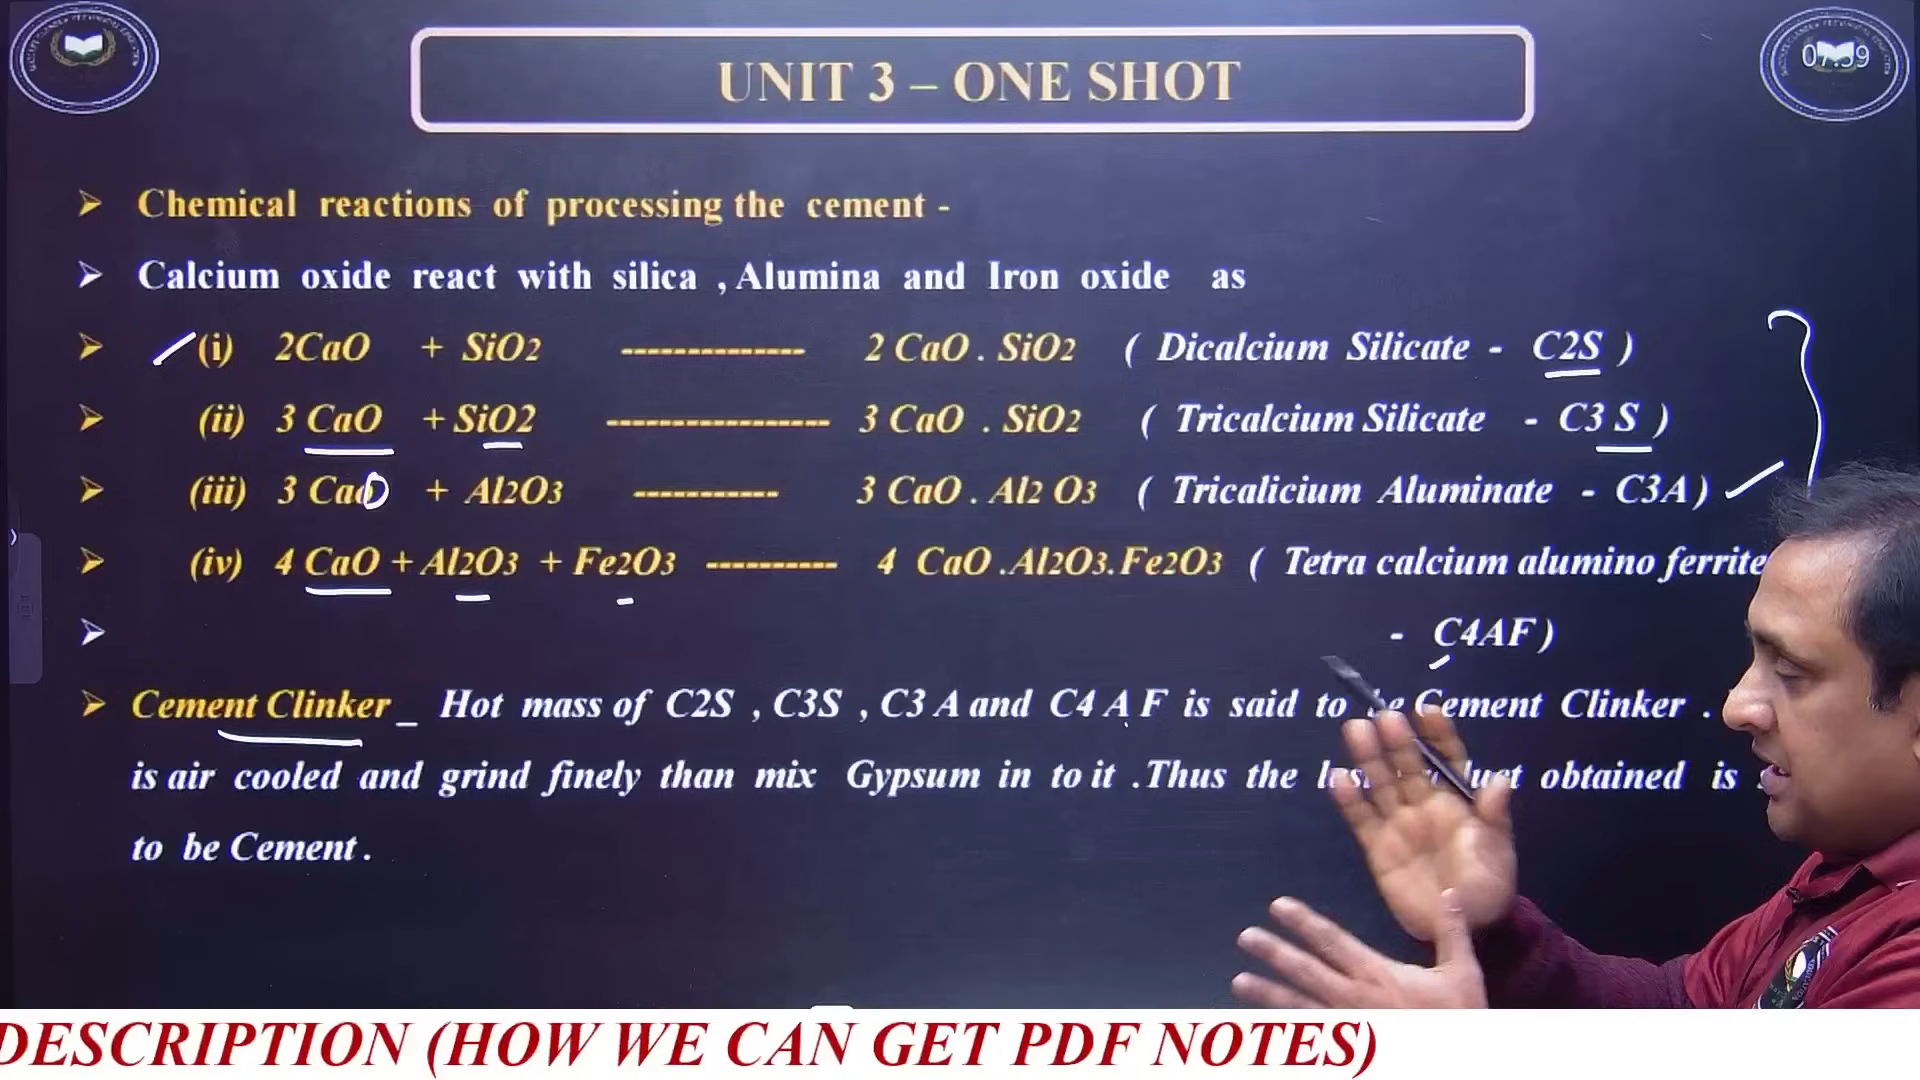 07:59
UNIT 3 – ONE SHOT
➢ Chemical reactions of processing the cement -
➢ Calcium oxide react with silica , Alumina and Iron oxide as
➢ (i) 2CaO + SiO2 -------------- 2 CaO . SiO2 ( Dicalcium Silicate - C2S )
➢ (ii) 3 CaO + SiO2 ----------------- 3 CaO . SiO2 ( Tricalcium Silicate - C3 S )
➢ (iii) 3 CaO + Al2O3 ----------- 3 CaO . Al2 O3 ( Tricalicium Aluminate - C3A )
➢ (iv) 4 CaO + Al2O3 + Fe2O3 ---------- 4 CaO .Al2O3.Fe2O3 ( Tetra calcium alumino ferrite
➢ - C4AF )
➢ Cement Clinker _ Hot mass of C2S , C3S , C3 A and C4 A F is said to be Cement Clinker .
is air cooled and grind finely than mix Gypsum in to it . Thus the obtained is
to be Cement .
DESCRIPTION (HOW WE CAN GET PDF NOTES)